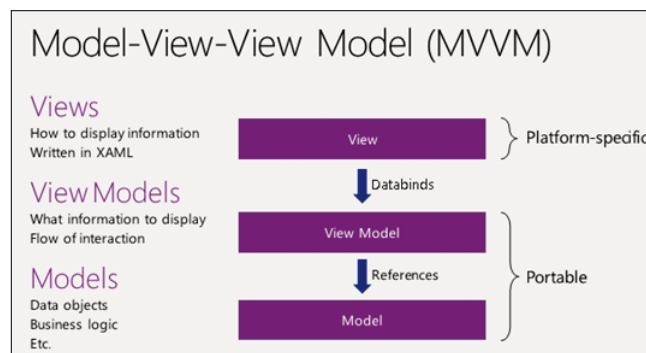 Model-View-View Model (MVVM)
Views
How to display information
Written in XAML
View
Platform-specific
Databinds
View Models
What information to display
Flow of interaction
View Model
References
Portable
Models
Data objects
Business logic
Etc.
Model